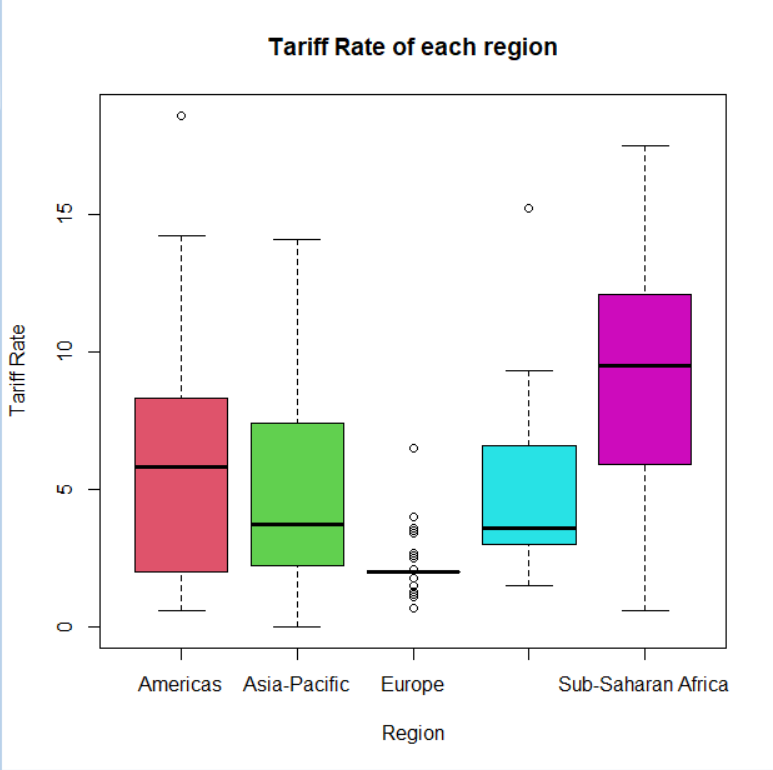 Tariff Rate of each region
Tariff Rate
15
10
5
0
Americas Asia-Pacific Europe Sub-Saharan Africa
Region